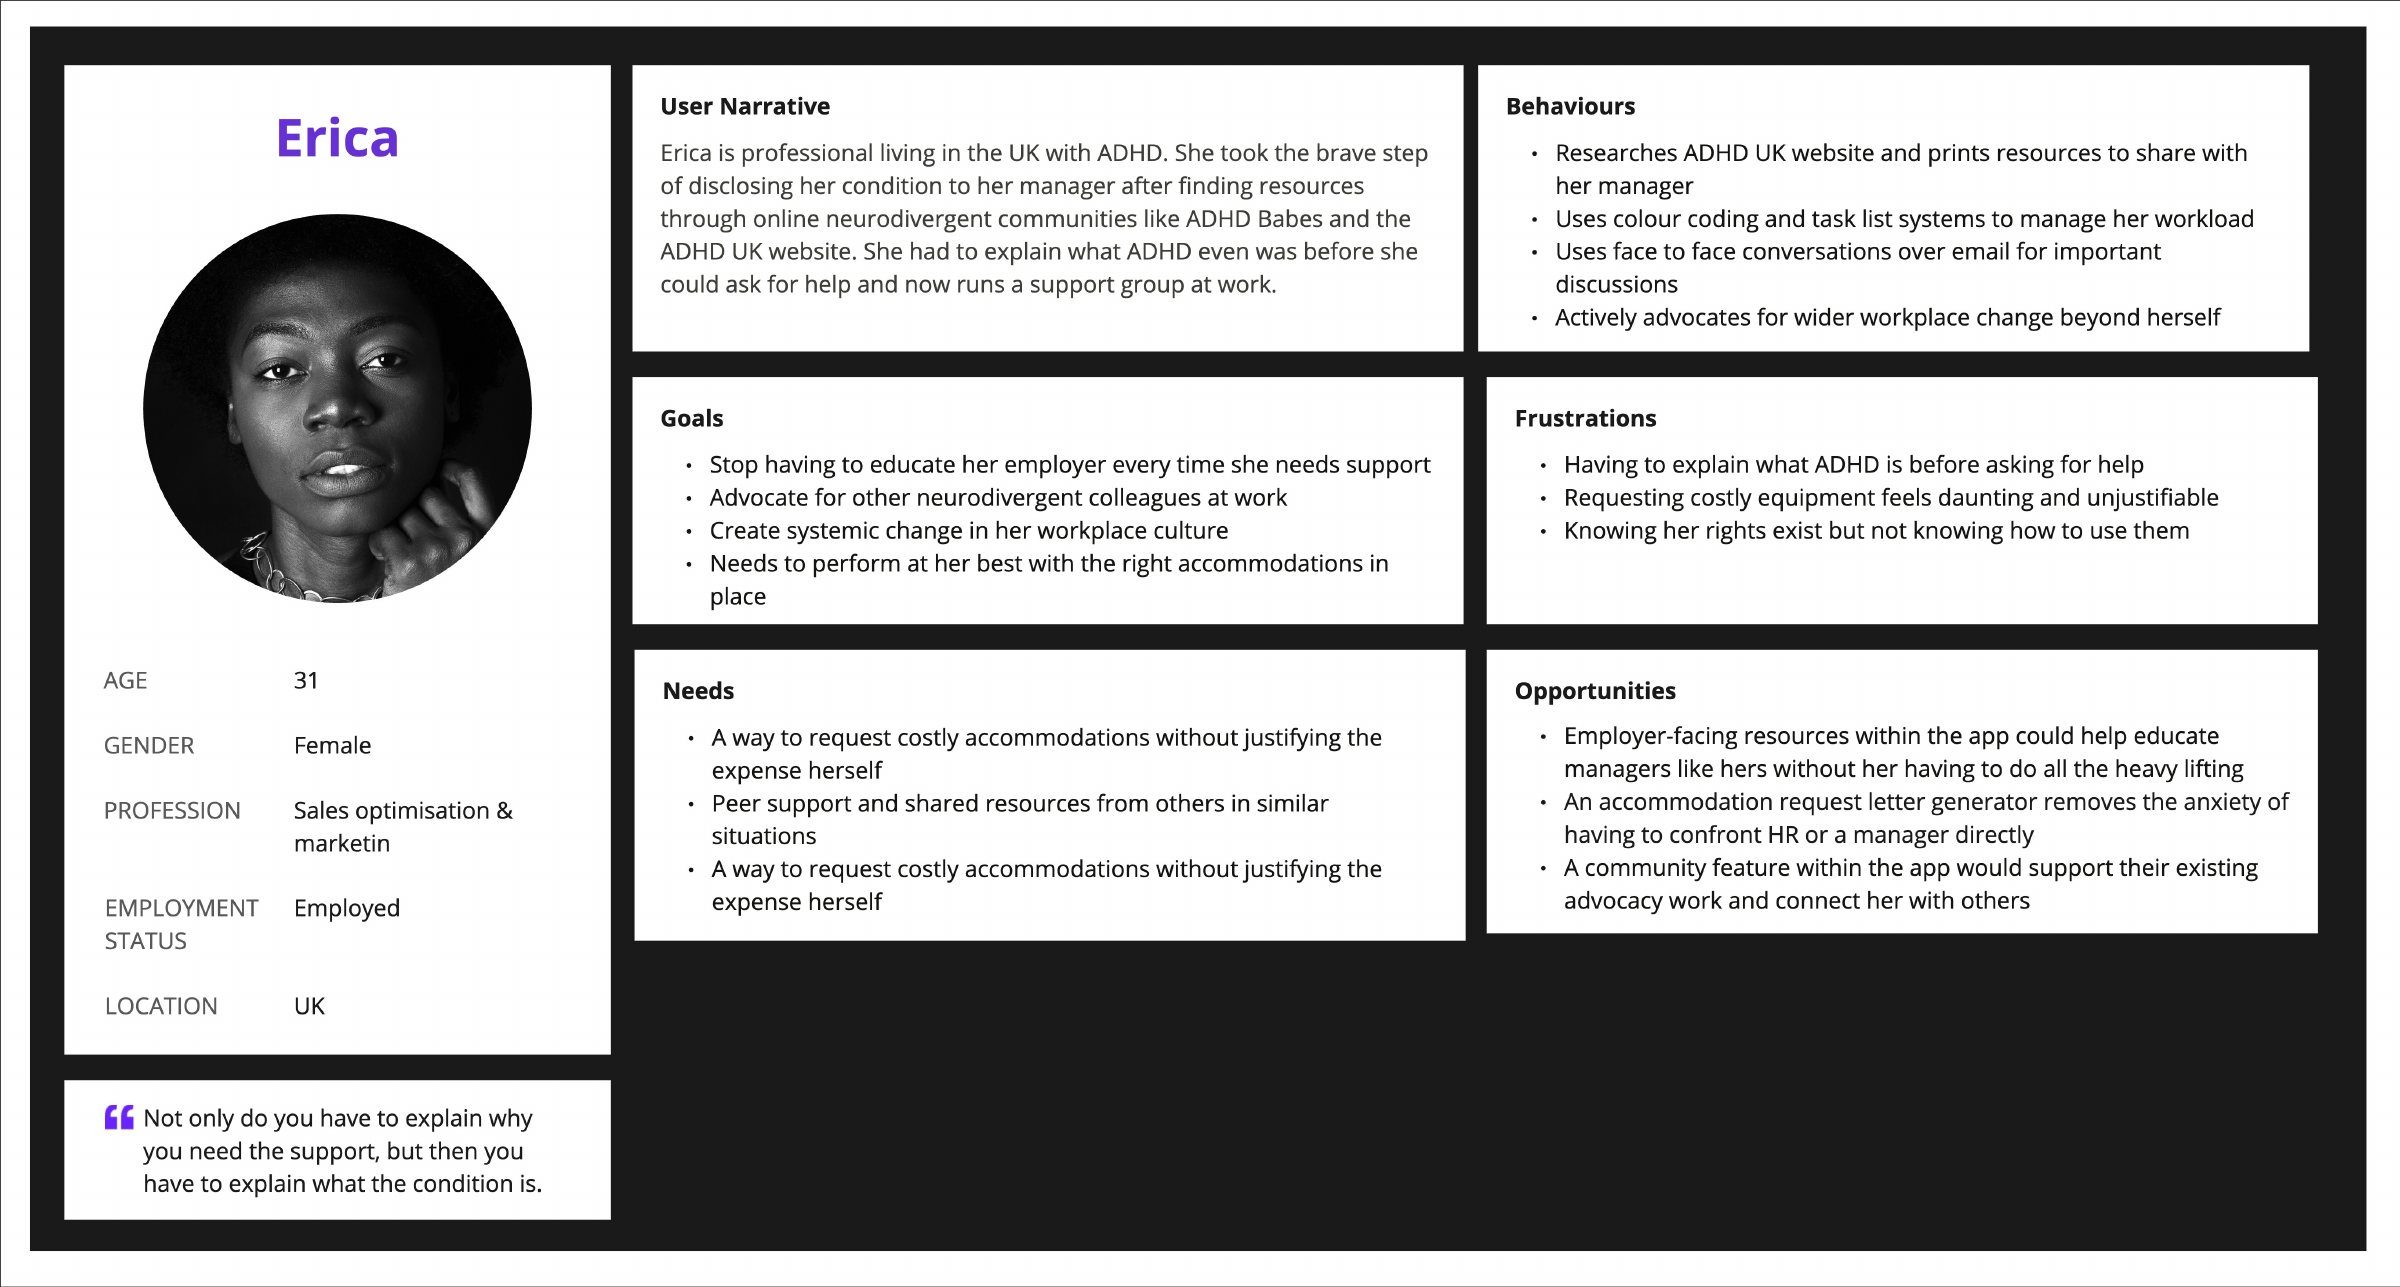 Erica
AGE 31
GENDER Female
PROFESSION Sales optimisation &
marketin
EMPLOYMENT Employed
STATUS
LOCATION UK
Not only do you have to explain why
you need the support, but then you
have to explain what the condition is.
User Narrative
Erica is professional living in the UK with ADHD. She took the brave step
of disclosing her condition to her manager after finding resources
through online neurodivergent communities like ADHD Babes and the
ADHD UK website. She had to explain what ADHD even was before she
could ask for help and now runs a support group at work.
Behaviours
• Researches ADHD UK website and prints resources to share with
her manager
• Uses colour coding and task list systems to manage her workload
• Uses face to face conversations over email for important
discussions
• Actively advocates for wider workplace change beyond herself
Goals
• Stop having to educate her employer every time she needs support
• Advocate for other neurodivergent colleagues at work
• Create systemic change in her workplace culture
• Needs to perform at her best with the right accommodations in
place
Frustrations
• Having to explain what ADHD is before asking for help
• Requesting costly equipment feels daunting and unjustifiable
• Knowing her rights exist but not knowing how to use them
Needs
• A way to request costly accommodations without justifying the
expense herself
• Peer support and shared resources from others in similar
situations
• A way to request costly accommodations without justifying the
expense herself
Opportunities
• Employer-facing resources within the app could help educate
managers like hers without her having to do all the heavy lifting
• An accommodation request letter generator removes the anxiety of
having to confront HR or a manager directly
• A community feature within the app would support their existing
advocacy work and connect her with others